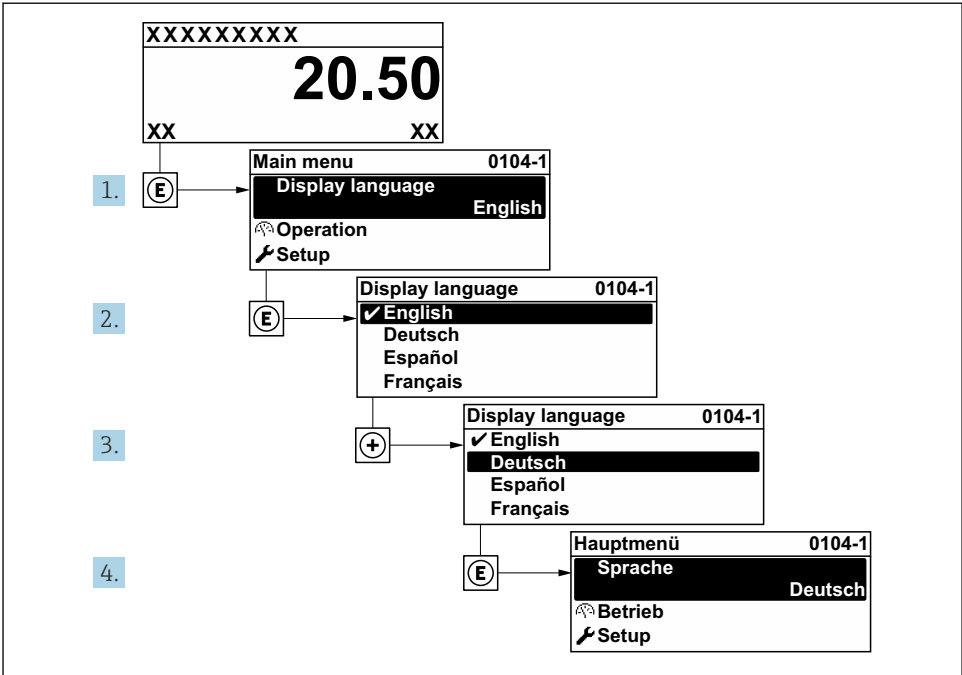 XXXXXXXXX
20.50
XX XX
Main menu 0104-1
1. E Display language
English
Operation
Setup
Display language 0104-1
2. E ✔English
Deutsch
Español
Français
Display language 0104-1
3. + ✔English
Deutsch
Español
Français
Hauptmenü 0104-1
4. E Sprache
Deutsch
Betrieb
Setup